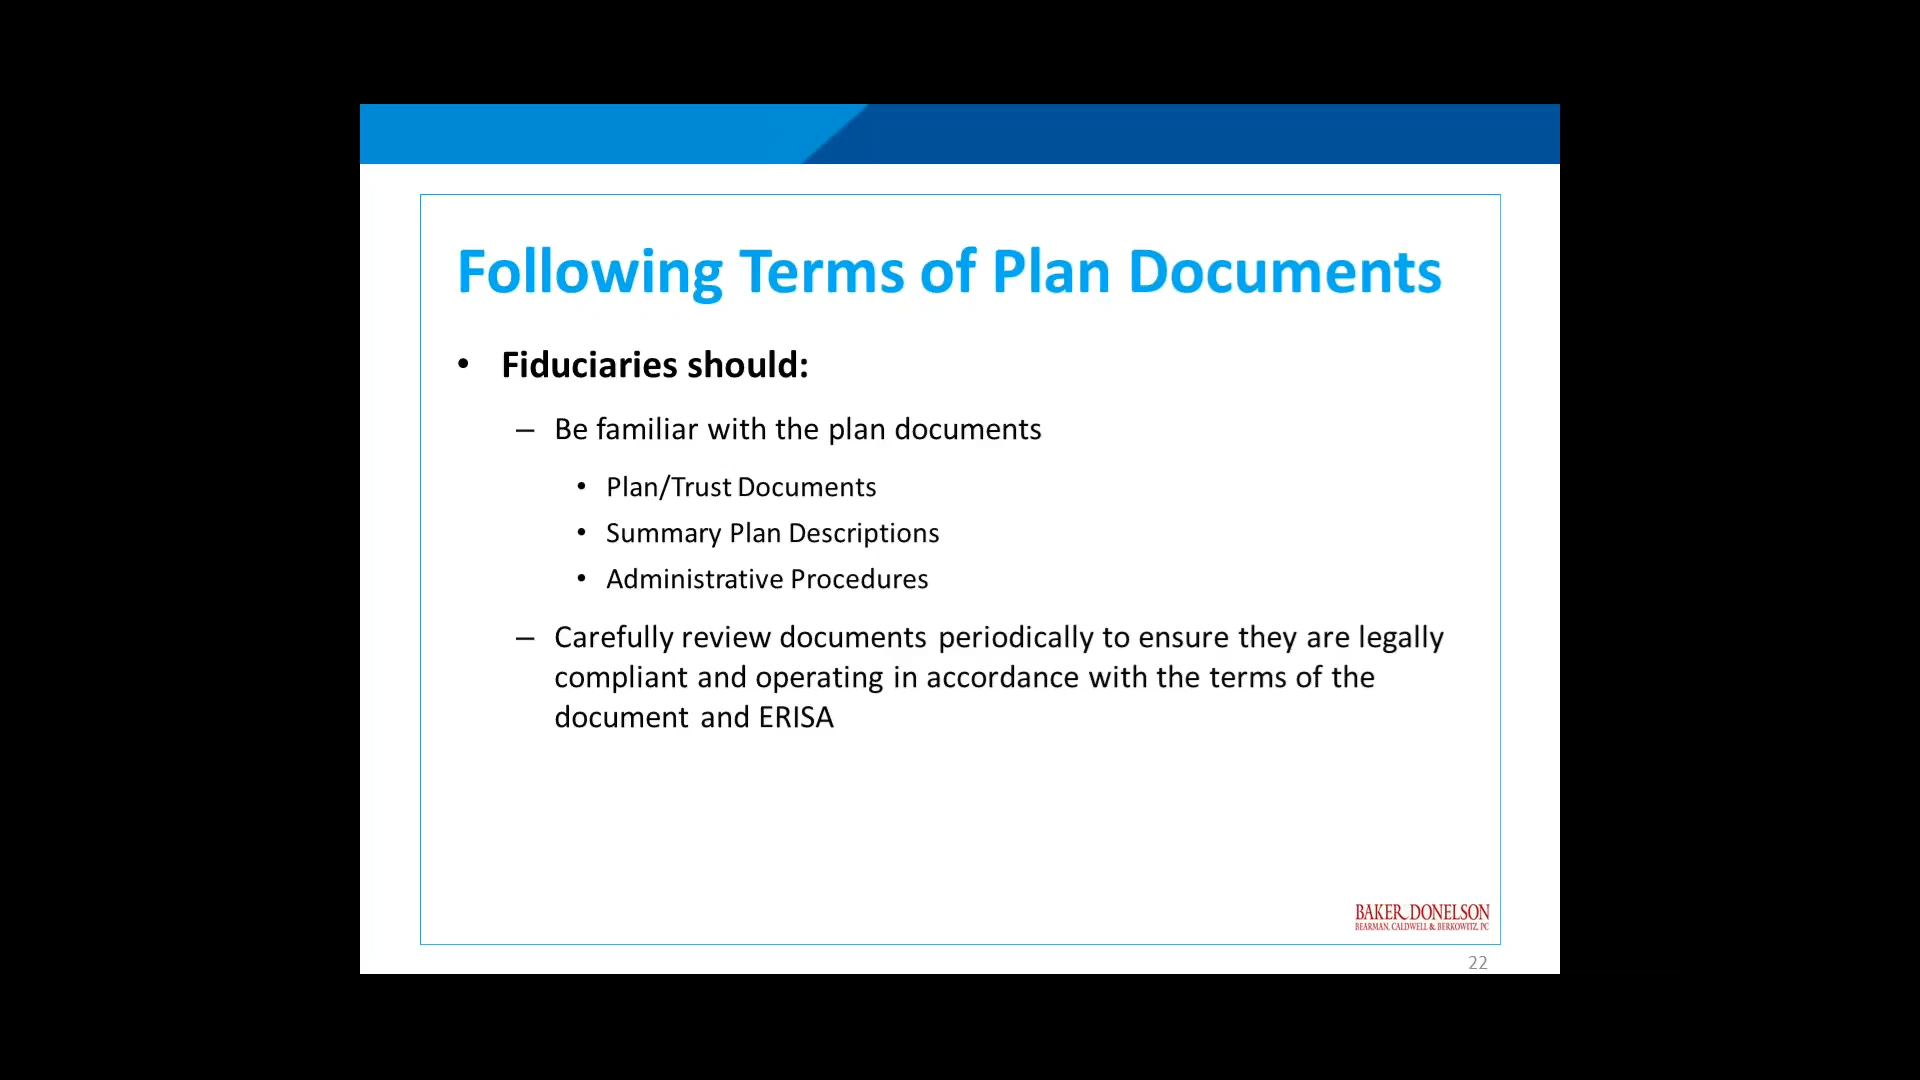 Following Terms of Plan Documents
• Fiduciaries should:
– Be familiar with the plan documents
• Plan/Trust Documents
• Summary Plan Descriptions
• Administrative Procedures
– Carefully review documents periodically to ensure they are legally
compliant and operating in accordance with the terms of the
document and ERISA
BAKER DONELSON
BEARMAN, CALDWELL & BERKOWITZ, PC
22